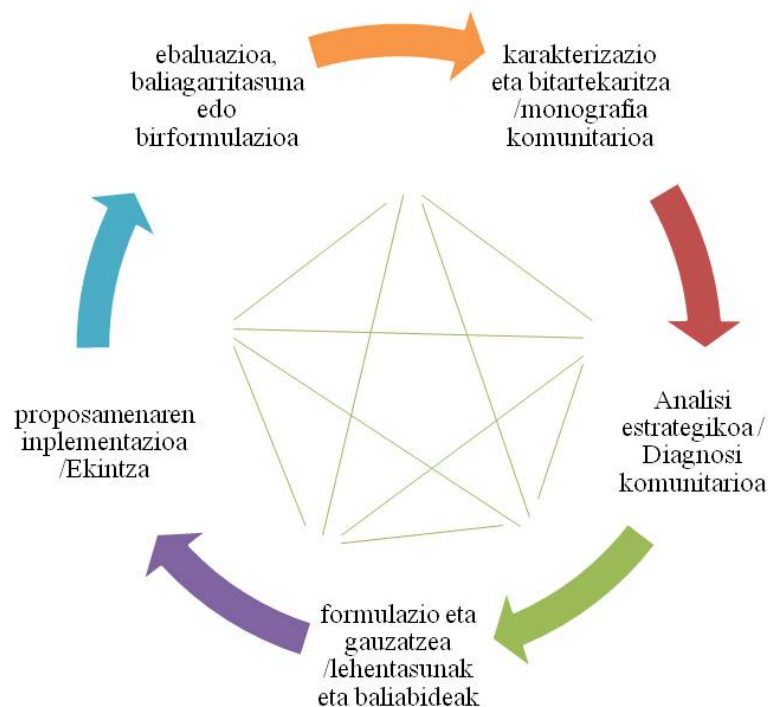 ebaluazioa,
baliagarritasuna
edo
birformulazioa
karakterizazio
eta bitartekaritza
/monografia
komunitarioa
Analisi
estrategikoa /
Diagnosi
komunitarioa
formulazio eta
gauzatzea
/lehentasunak
eta baliabideak
proposamenaren
inplementazioa
/Ekintza